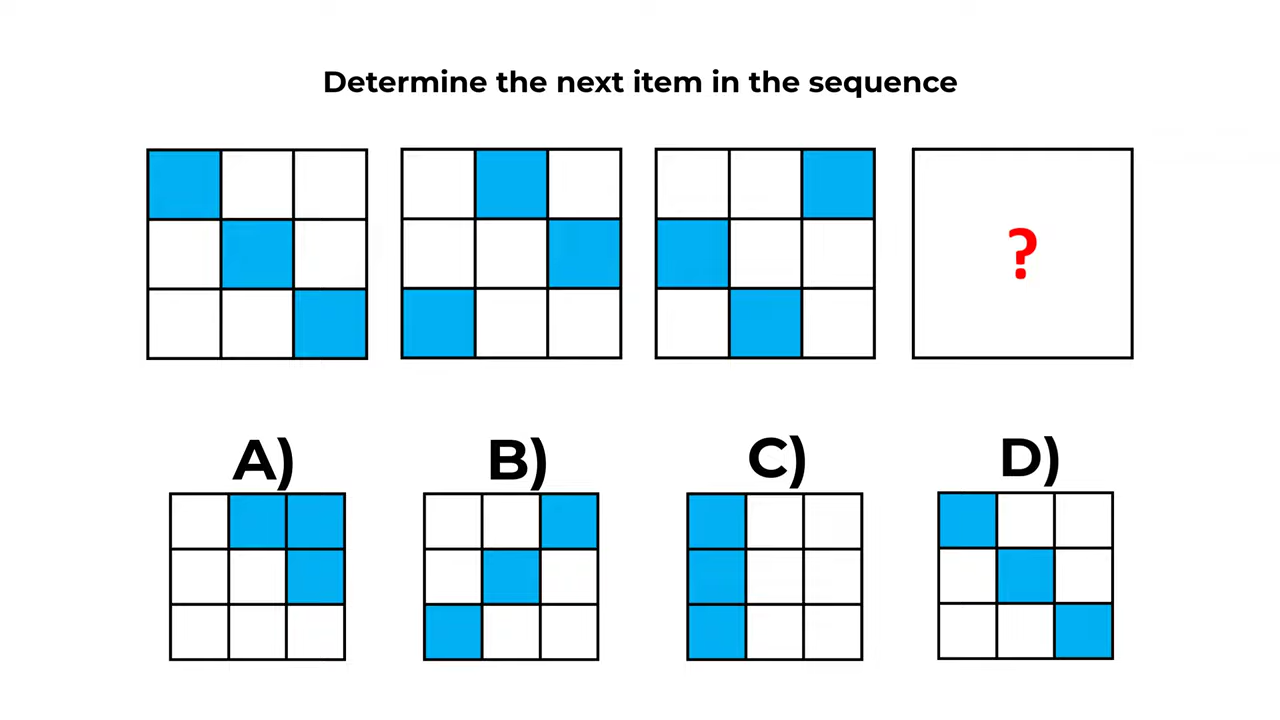 Determine the next item in the sequence
?
A) B) C) D)